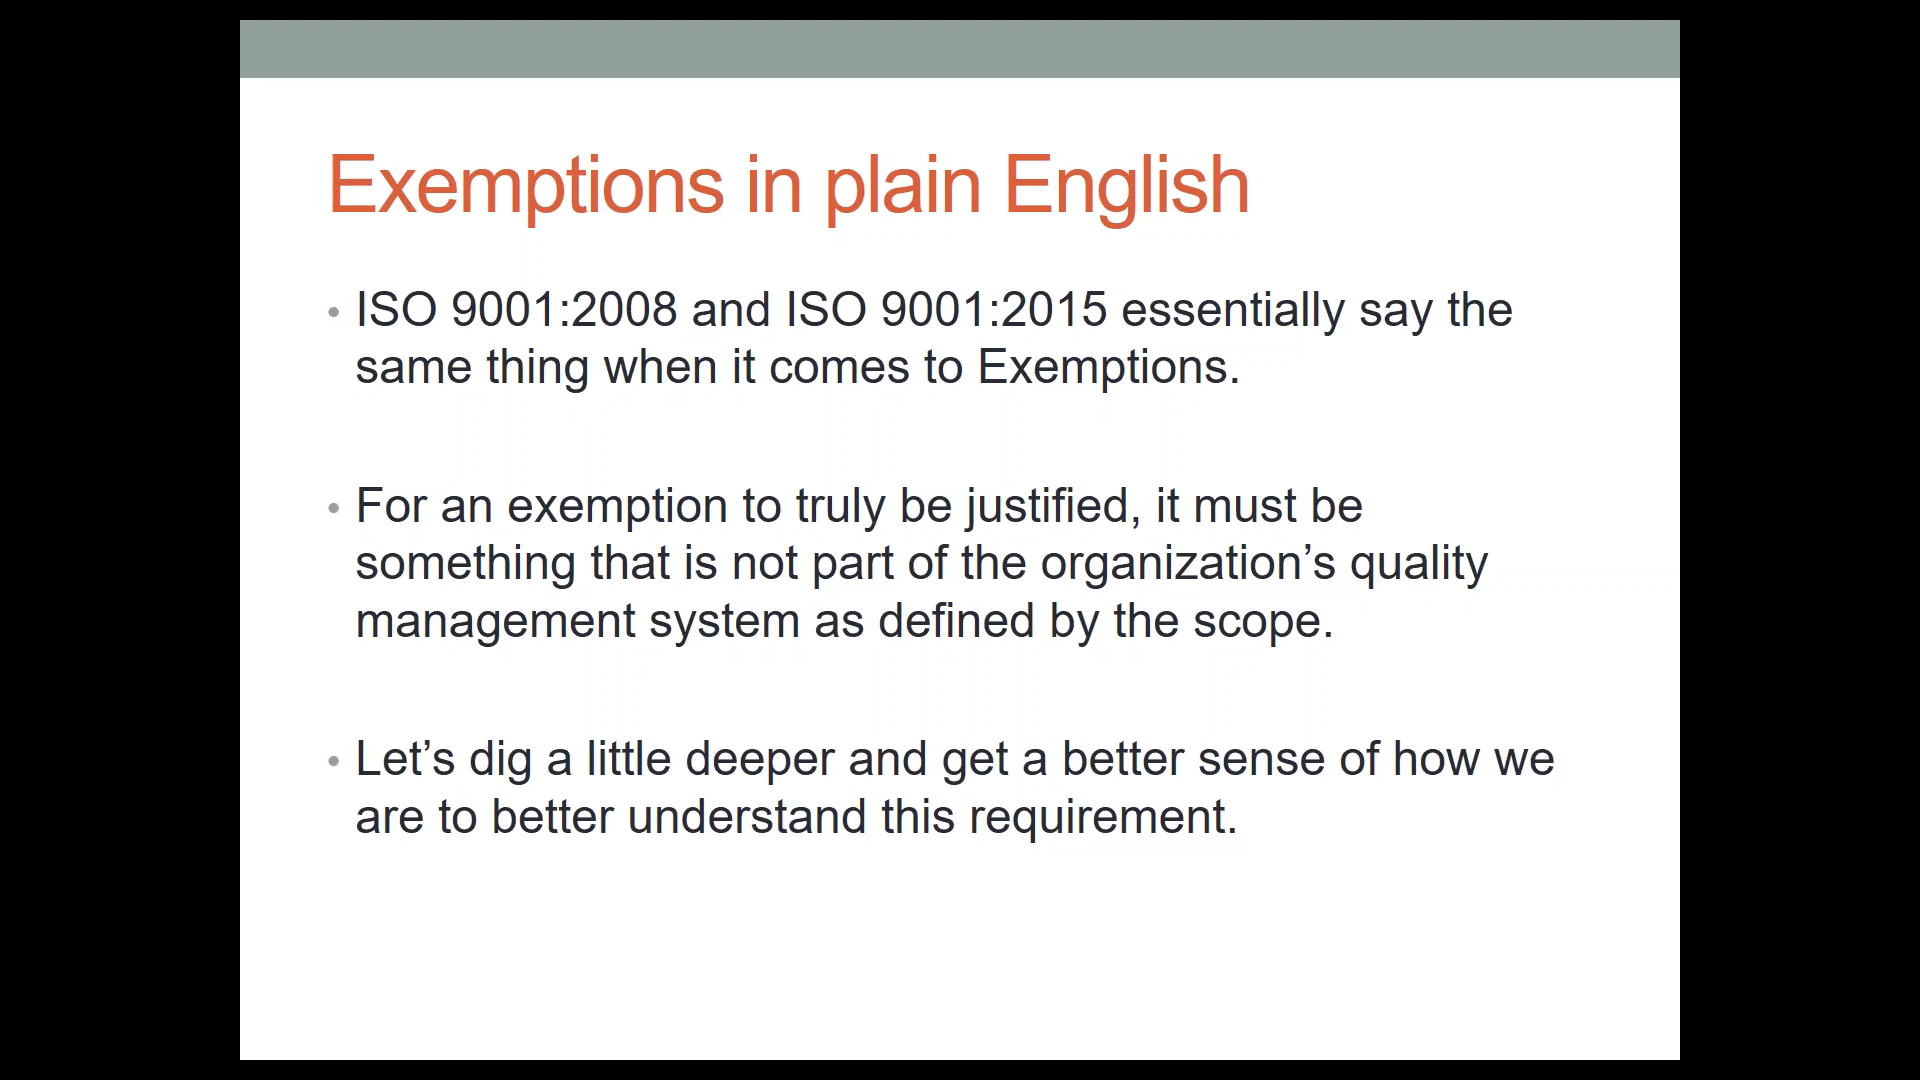 Exemptions in plain English
• ISO 9001:2008 and ISO 9001:2015 essentially say the
same thing when it comes to Exemptions.
• For an exemption to truly be justified, it must be
something that is not part of the organization’s quality
management system as defined by the scope.
• Let’s dig a little deeper and get a better sense of how we
are to better understand this requirement.